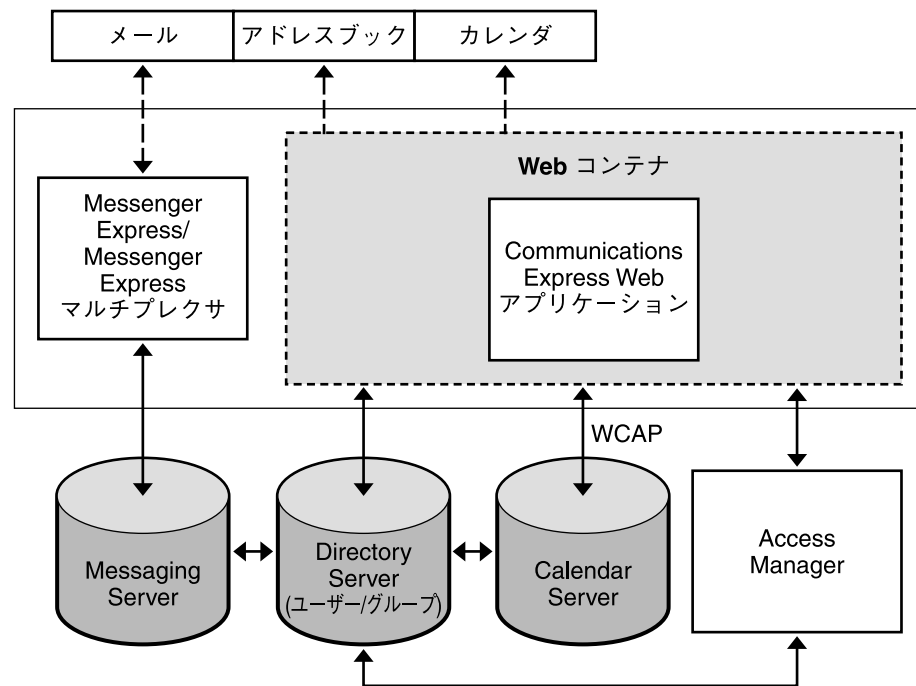 メール
アドレスブック
カレンダ
Web コンテナ
Messenger
Express/
Messenger
Express
マルチプレクサ
Communications
Express Web
アプリケーション
WCAP
Messaging
Server
Directory
Server
(ユーザー/グループ)
Calendar
Server
Access
Manager